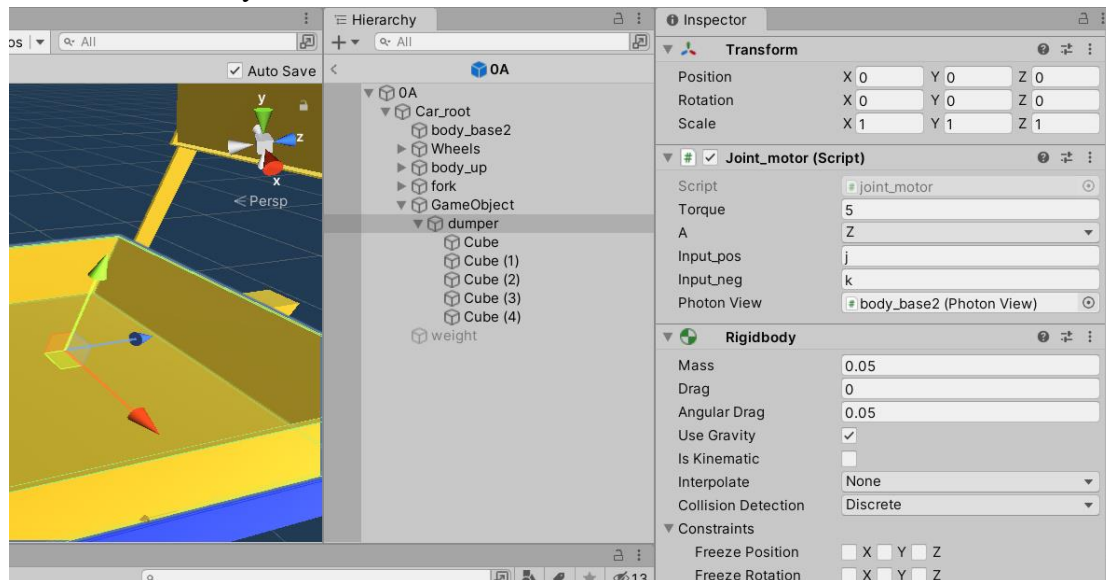 Hierarchy
Inspector
os
All
All
Auto Save
0A
y
z
x
Persp
0A
Car_root
body_base2
Wheels
body_up
fork
GameObject
dumper
Cube
Cube (1)
Cube (2)
Cube (3)
Cube (4)
weight
Transform
Position X 0 Y 0 Z 0
Rotation X 0 Y 0 Z 0
Scale X 1 Y 1 Z 1
# Joint_motor (Script)
Script # joint_motor
Torque 5
A Z
Input_pos j
Input_neg k
Photon View # body_base2 (Photon View)
Rigidbody
Mass 0.05
Drag 0
Angular Drag 0.05
Use Gravity
Is Kinematic
Interpolate None
Collision Detection Discrete
Constraints
Freeze Position X Y Z
Freeze Rotation X Y Z
13